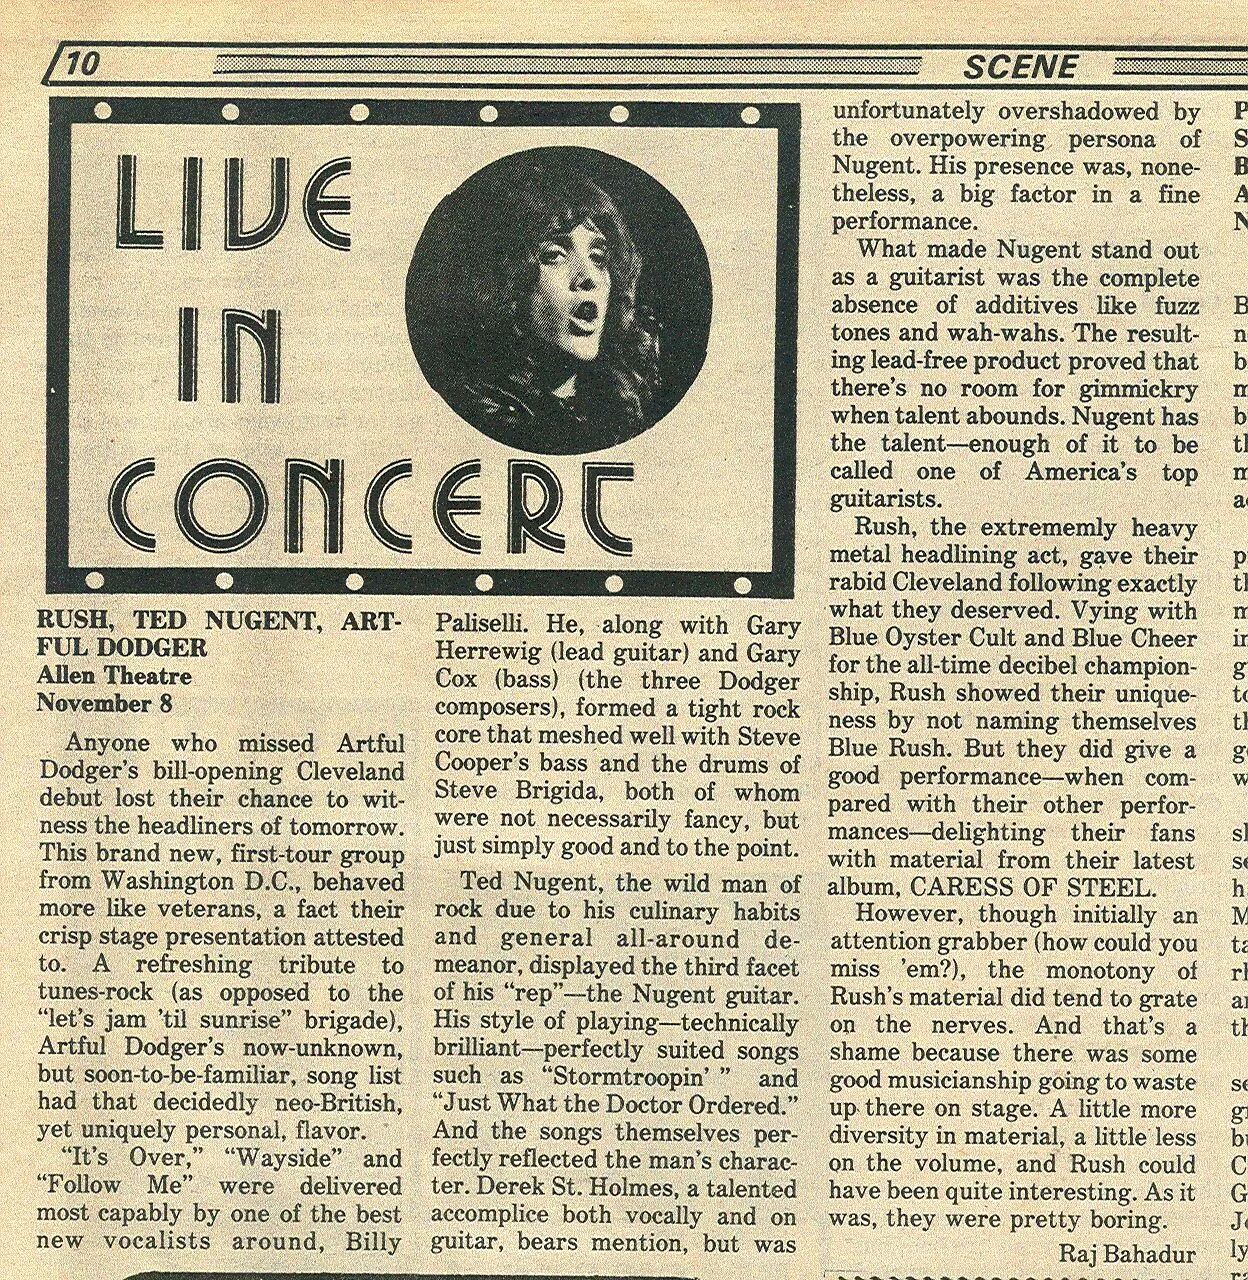 10
SCENE
LIVE
IN
CONCERT
RUSH, TED NUGENT, ART-
FUL DODGER
Allen Theatre
November 8
Anyone who missed Artful
Dodger's bill-opening Cleveland
debut lost their chance to wit-
ness the headliners of tomorrow.
This brand new, first-tour group
from Washington D.C., behaved
more like veterans, a fact their
crisp stage presentation attested
to. A refreshing tribute to
tunes-rock (as opposed to the
"let's jam 'til sunrise" brigade),
Artful Dodger's now-unknown,
but soon-to-be-familiar, song list
had that decidedly neo-British,
yet uniquely personal, flavor.
"It's Over," "Wayside" and
"Follow Me" were delivered
most capably by one of the best
new vocalists around, Billy
Paliselli. He, along with Gary
Herrewig (lead guitar) and Gary
Cox (bass) (the three Dodger
composers), formed a tight rock
core that meshed well with Steve
Cooper's bass and the drums of
Steve Brigida, both of whom
were not necessarily fancy, but
just simply good and to the point.
Ted Nugent, the wild man of
rock due to his culinary habits
and general all-around de-
meanor, displayed the third facet
of his "rep"—the Nugent guitar.
His style of playing—technically
brilliant—perfectly suited songs
such as "Stormtroopin' " and
"Just What the Doctor Ordered."
And the songs themselves per-
fectly reflected the man's charac-
ter. Derek St. Holmes, a talented
accomplice both vocally and on
guitar, bears mention, but was
unfortunately overshadowed by
the overpowering persona of
Nugent. His presence was, none-
theless, a big factor in a fine
performance.
What made Nugent stand out
as a guitarist was the complete
absence of additives like fuzz
tones and wah-wahs. The result-
ing lead-free product proved that
there's no room for gimmickry
when talent abounds. Nugent has
the talent—enough of it to be
called one of America's top
guitarists.
Rush, the extrememly heavy
metal headlining act, gave their
rabid Cleveland following exactly
what they deserved. Vying with
Blue Oyster Cult and Blue Cheer
for the all-time decibel champion-
ship, Rush showed their unique-
ness by not naming themselves
Blue Rush. But they did give a
good performance—when com-
pared with their other perfor-
mances—delighting their fans
with material from their latest
album, CARESS OF STEEL.
However, though initially an
attention grabber (how could you
miss 'em?), the monotony of
Rush's material did tend to grate
on the nerves. And that's a
shame because there was some
good musicianship going to waste
up there on stage. A little more
diversity in material, a little less
on the volume, and Rush could
have been quite interesting. As it
was, they were pretty boring.
Raj Bahadur